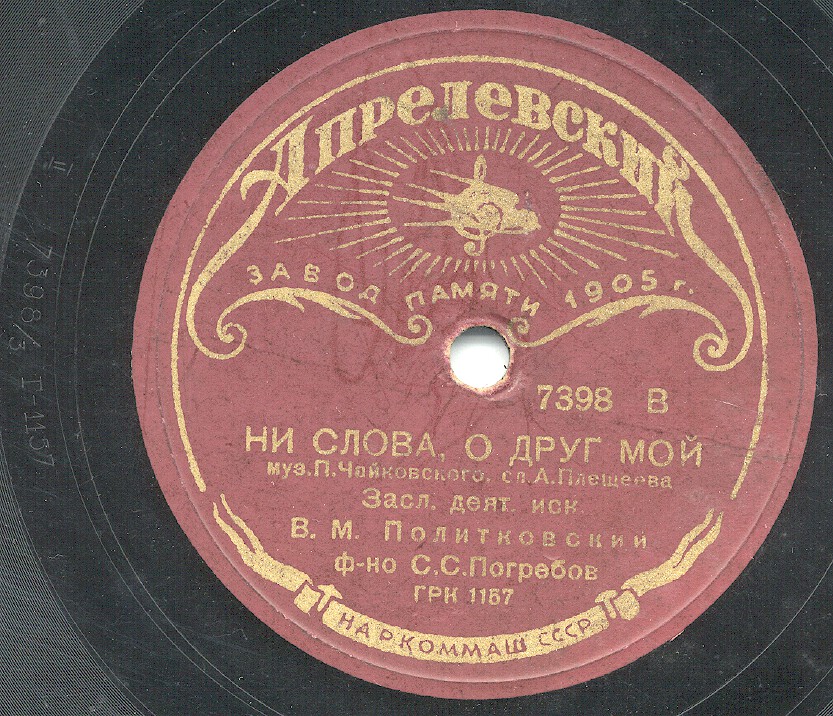 Апрелевский
ЗАВОД ПАМЯТИ 1905 г.
7398 В
НИ СЛОВА, О ДРУГ МОЙ
муз.П.Чайковского, сл.А.Плещеева
Засл. деят. иск.
В. М. Политковский
ф-но С.С.Погребов
ГРК 1157
НАРКОММАШ СССР
II
7398/3 Г-1157